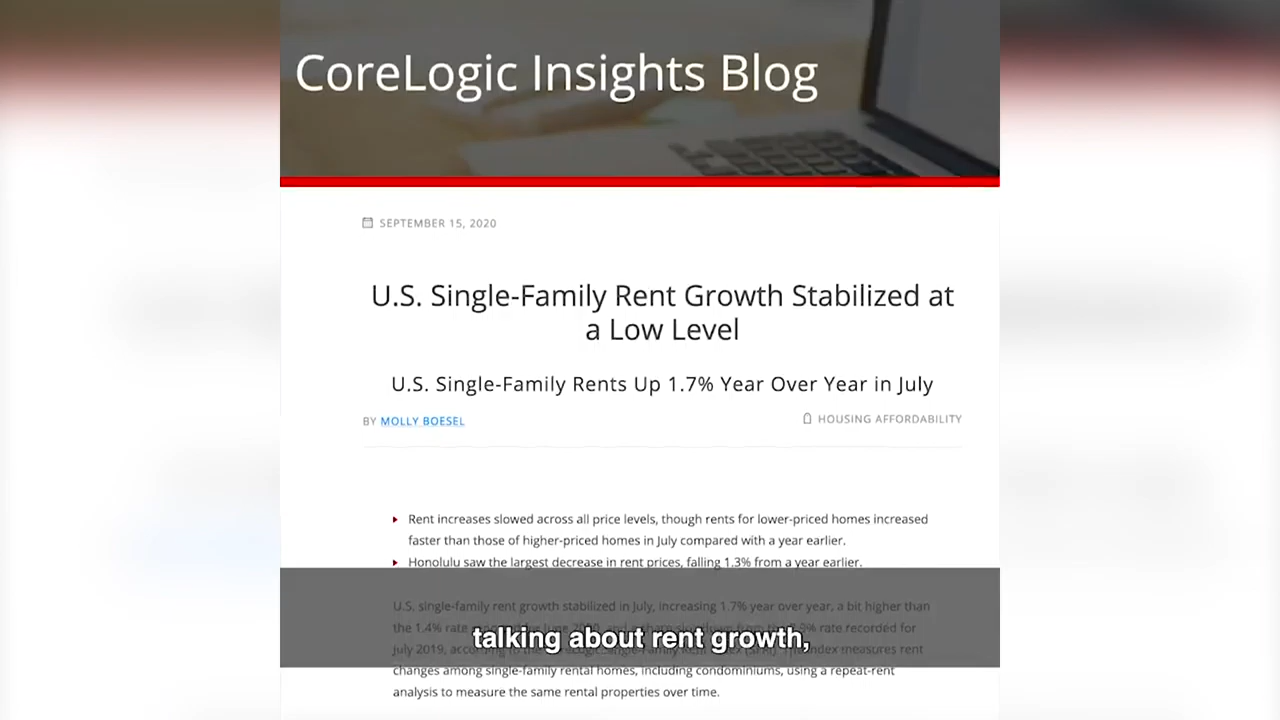 CoreLogic Insights Blog
SEPTEMBER 15, 2020
U.S. Single-Family Rent Growth Stabilized at
a Low Level
U.S. Single-Family Rents Up 1.7% Year Over Year in July
BY MOLLY BOESEL
HOUSING AFFORDABILITY
Rent increases slowed across all price levels, though rents for lower-priced homes increased
faster than those of higher-priced homes in July compared with a year earlier.
Honolulu saw the largest decrease in rent prices, falling 1.3% from a year earlier.
U.S. single-family rent growth stabilized in July, increasing 1.7% year over year, a bit higher than
the 1.4% rate rate recorded for
talking about rent growth,
July 2019, index measures rent
changes among single-family rental homes, including condominiums, using a repeat-rent
analysis to measure the same rental properties over time.